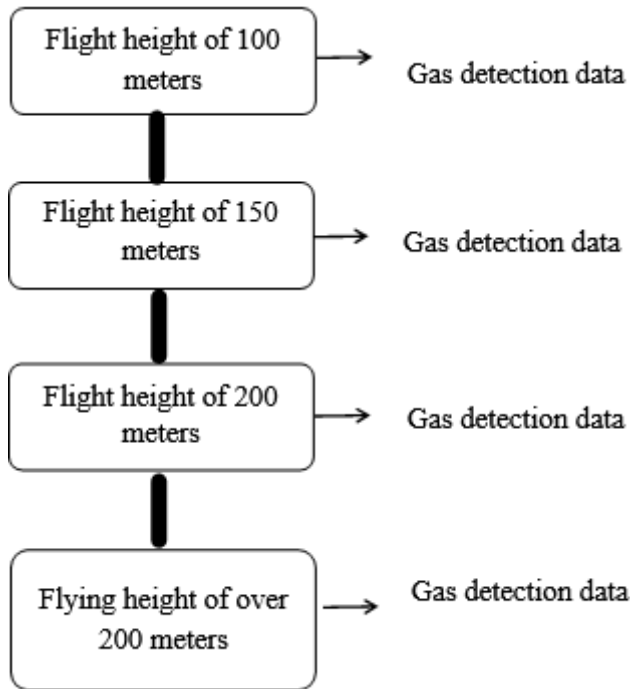 Flight height of 100
meters
Gas detection data
Flight height of 150
meters
Gas detection data
Flight height of 200
meters
Gas detection data
Flying height of over
200 meters
Gas detection data